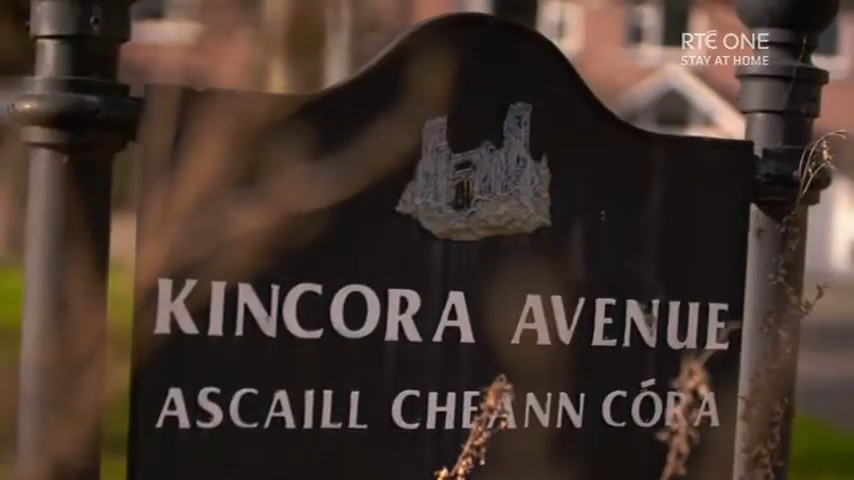 RTÉ ONE
STAY AT HOME
KINCORA AVENUE
ASCAILL CHEANN CÓRA